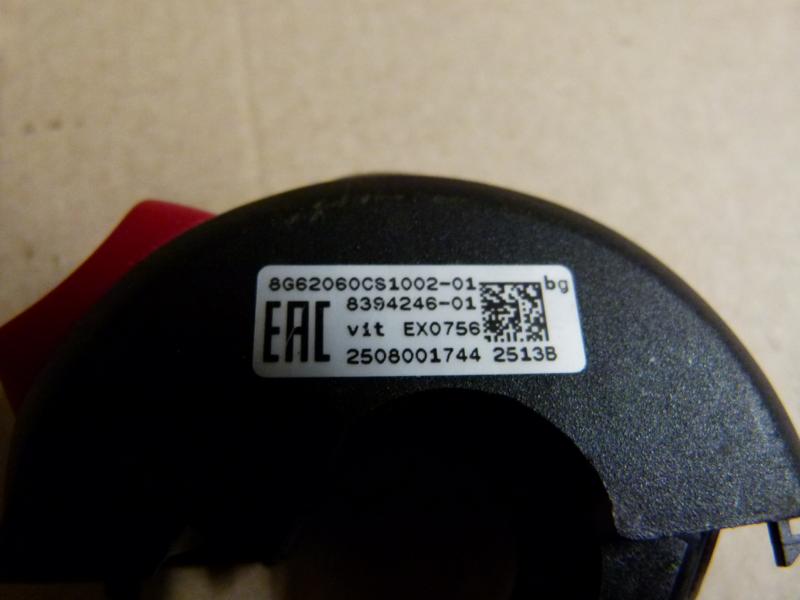 8G62060CS1002-01 bg
8394246-01
EAC vit EX0756
2508001744 2513B